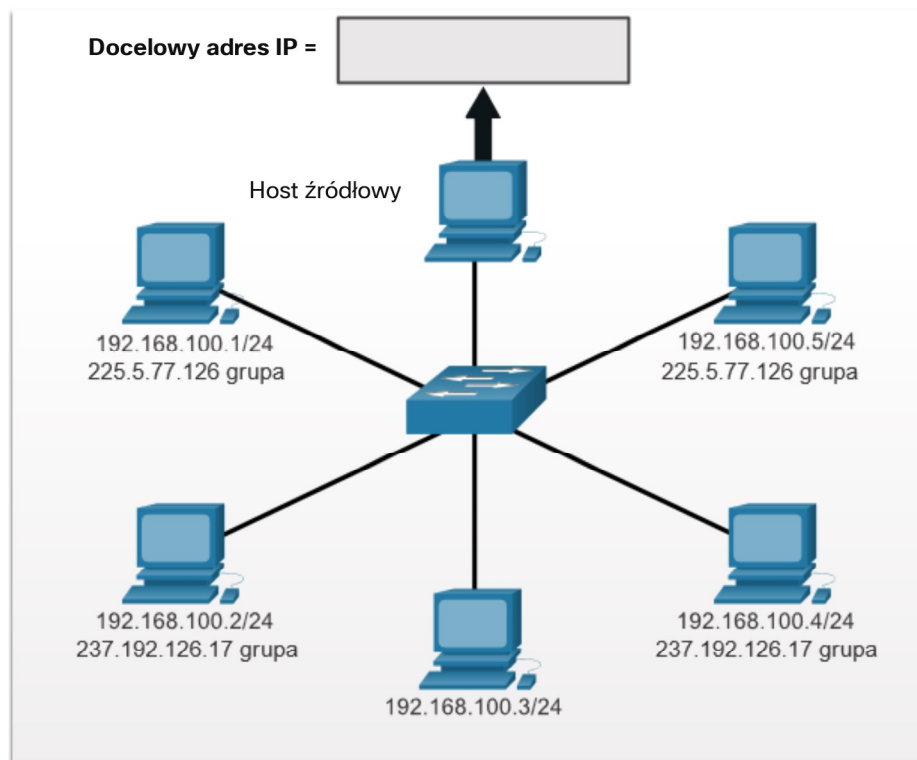 Docelowy adres IP =
Host źródłowy
192.168.100.1/24
225.5.77.126 grupa
192.168.100.5/24
225.5.77.126 grupa
192.168.100.2/24
237.192.126.17 grupa
192.168.100.4/24
237.192.126.17 grupa
192.168.100.3/24